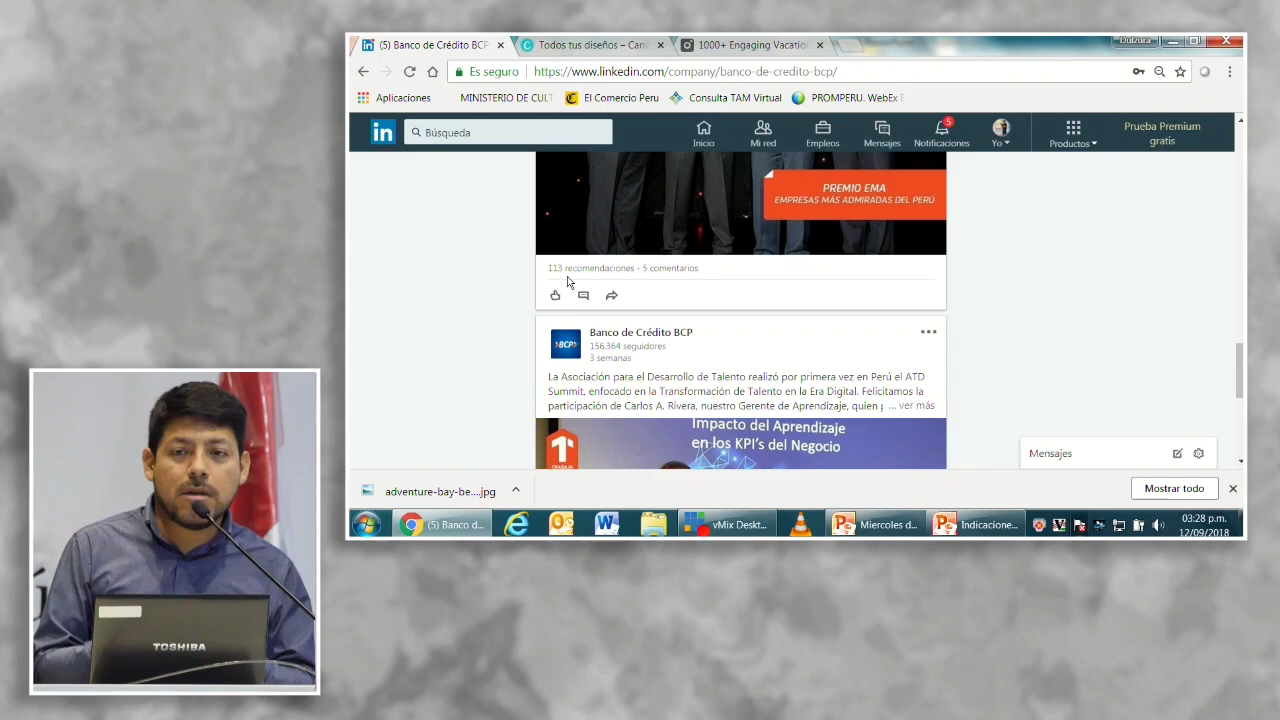 (5) Banco de Crédito BCP
Todos tus diseños – Can
1000+ Engaging Vacatio
Dulzura
Es seguro
https://www.linkedin.com/company/banco-de-credito-bcp/
Aplicaciones
MINISTERIO DE CULT
El Comercio Peru
Consulta TAM Virtual
PROMPERU. WebEx E
in
Búsqueda
Inicio
Mi red
Empleos
Mensajes
5
Notificaciones
Yo
Productos
Prueba Premium
gratis
PREMIO EMA
EMPRESAS MÁS ADMIRADAS DEL PERÚ
113 recomendaciones · 5 comentarios
BCP
Banco de Crédito BCP
156.364 seguidores
3 semanas
La Asociación para el Desarrollo de Talento realizó por primera vez en Perú el ATD
Summit, enfocado en la Transformación de Talento en la Era Digital. Felicitamos la
participación de Carlos A. Rivera, nuestro Gerente de Aprendizaje, quien p ... ver más
Impacto del Aprendizaje
en los KPI's del Negocio
TRABAJA
Mensajes
adventure-bay-be....jpg
Mostrar todo
(5) Banco d...
vMix Deskt...
Miercoles d...
Indicacione...
03:28 p.m.
12/09/2018
TOSHIBA